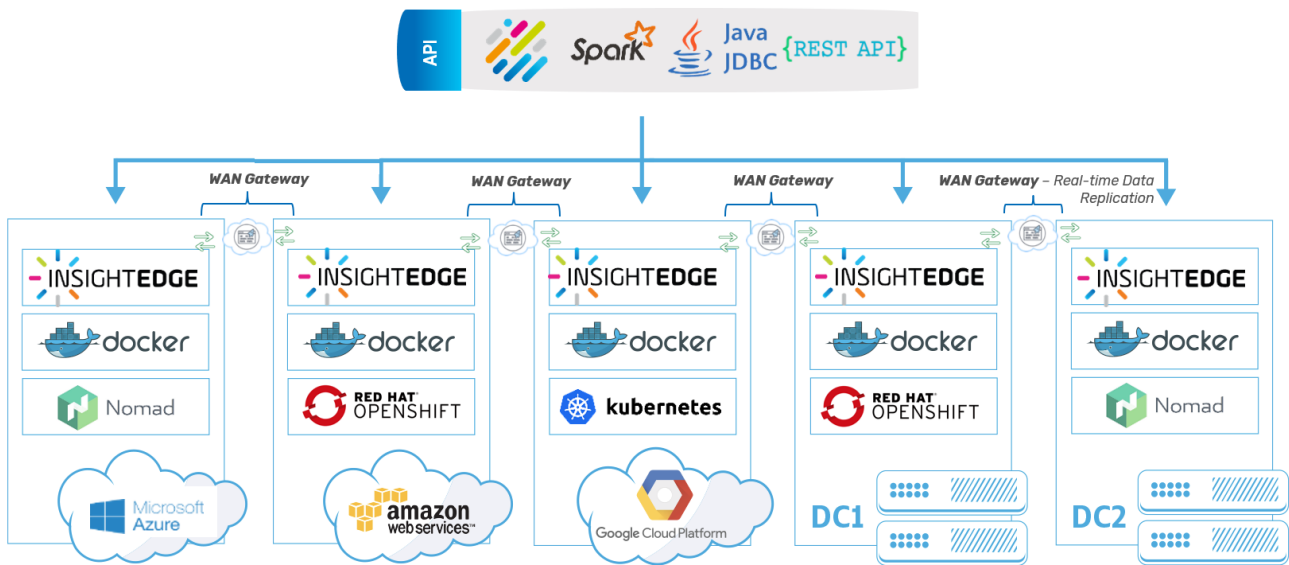 API
Spark
Java
JDBC
{REST API}
WAN Gateway
WAN Gateway
WAN Gateway
WAN Gateway – Real-time Data
Replication
INSIGHTEDGE
docker
Nomad
Microsoft
Azure
INSIGHTEDGE
docker
RED HAT®
OPENSHIFT
amazon
web services™
INSIGHTEDGE
docker
kubernetes
Google Cloud Platform
INSIGHTEDGE
docker
RED HAT®
OPENSHIFT
DC1
INSIGHTEDGE
docker
Nomad
DC2